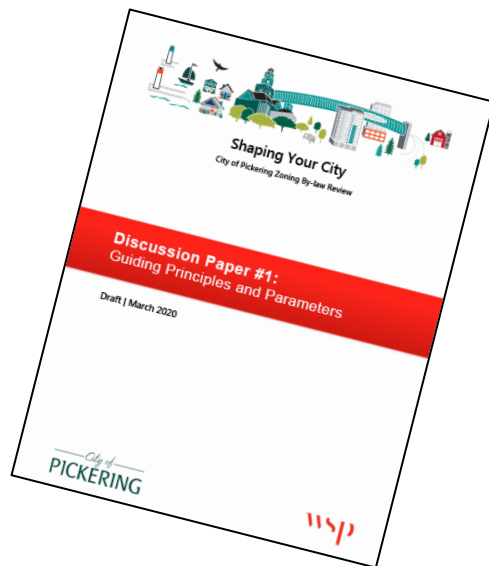 Shaping Your City
City of Pickering Zoning By-law Review
Discussion Paper #1:
Guiding Principles and Parameters
Draft | March 2020
City of
PICKERING
wsp